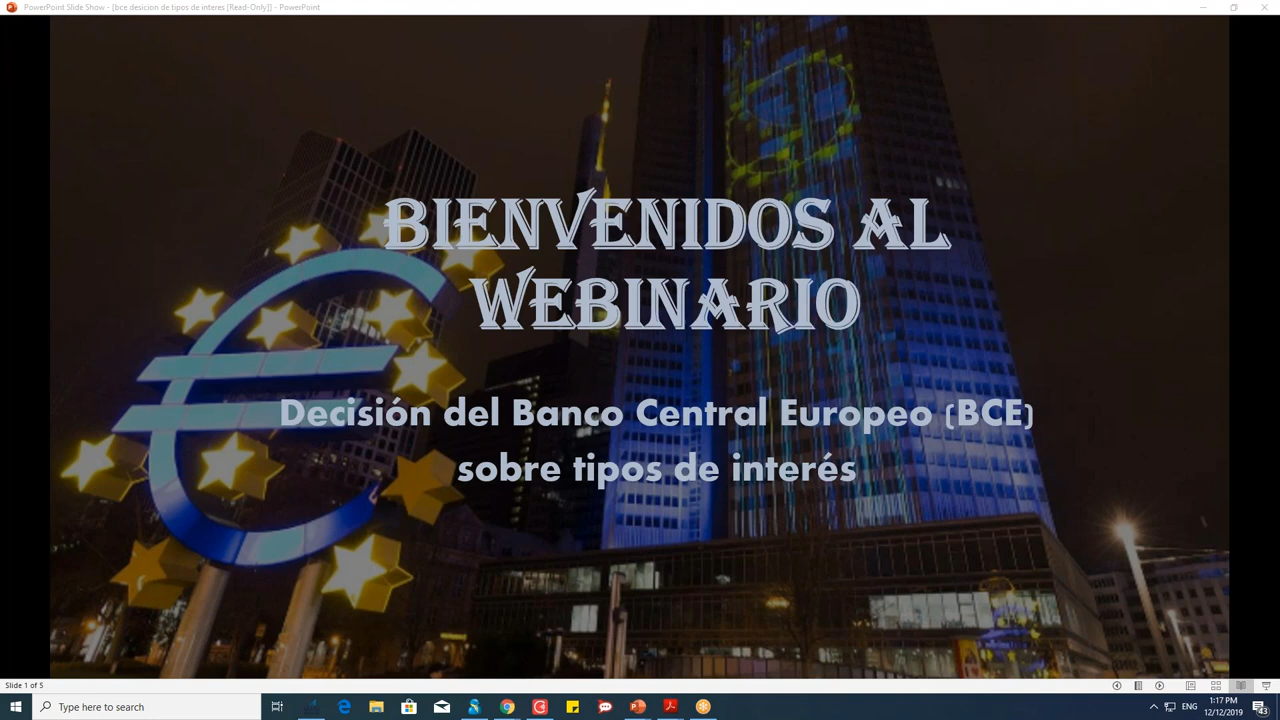 PowerPoint Slide Show - [bce desicion de tipos de interes [Read-Only]] - PowerPoint
BIENVENIDOS AL
WEBINARIO
Decisión del Banco Central Europeo (BCE)
sobre tipos de interés
Slide 1 of 5
Type here to search
ENG
1:17 PM
12/12/2019
43